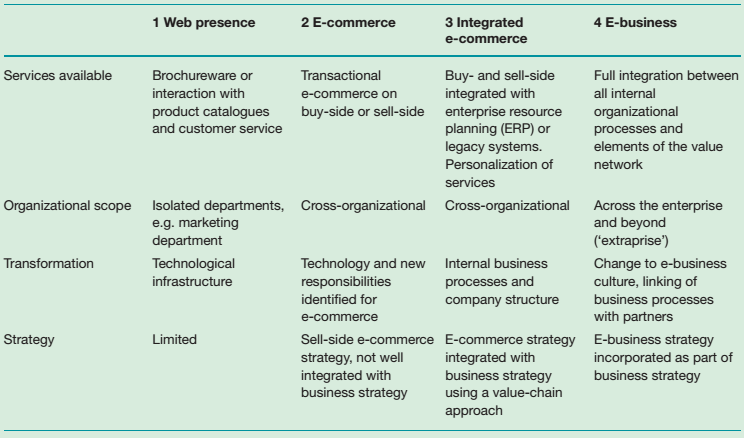 1 Web presence
2 E-commerce
3 Integrated
e-commerce
4 E-business
Services available
Brochureware or
interaction with
product catalogues
and customer service
Transactional
e-commerce on
buy-side or sell-side
Buy- and sell-side
integrated with
enterprise resource
planning (ERP) or
legacy systems.
Personalization of
services
Full integration between
all internal
organizational
processes and
elements of the value
network
Organizational scope
Isolated departments,
e.g. marketing
department
Cross-organizational
Cross-organizational
Across the enterprise
and beyond
(‘extraprise’)
Transformation
Technological
infrastructure
Technology and new
responsibilities
identified for
e-commerce
Internal business
processes and
company structure
Change to e-business
culture, linking of
business processes
with partners
Strategy
Limited
Sell-side e-commerce
strategy, not well
integrated with
business strategy
E-commerce strategy
integrated with
business strategy
using a value-chain
approach
E-business strategy
incorporated as part of
business strategy